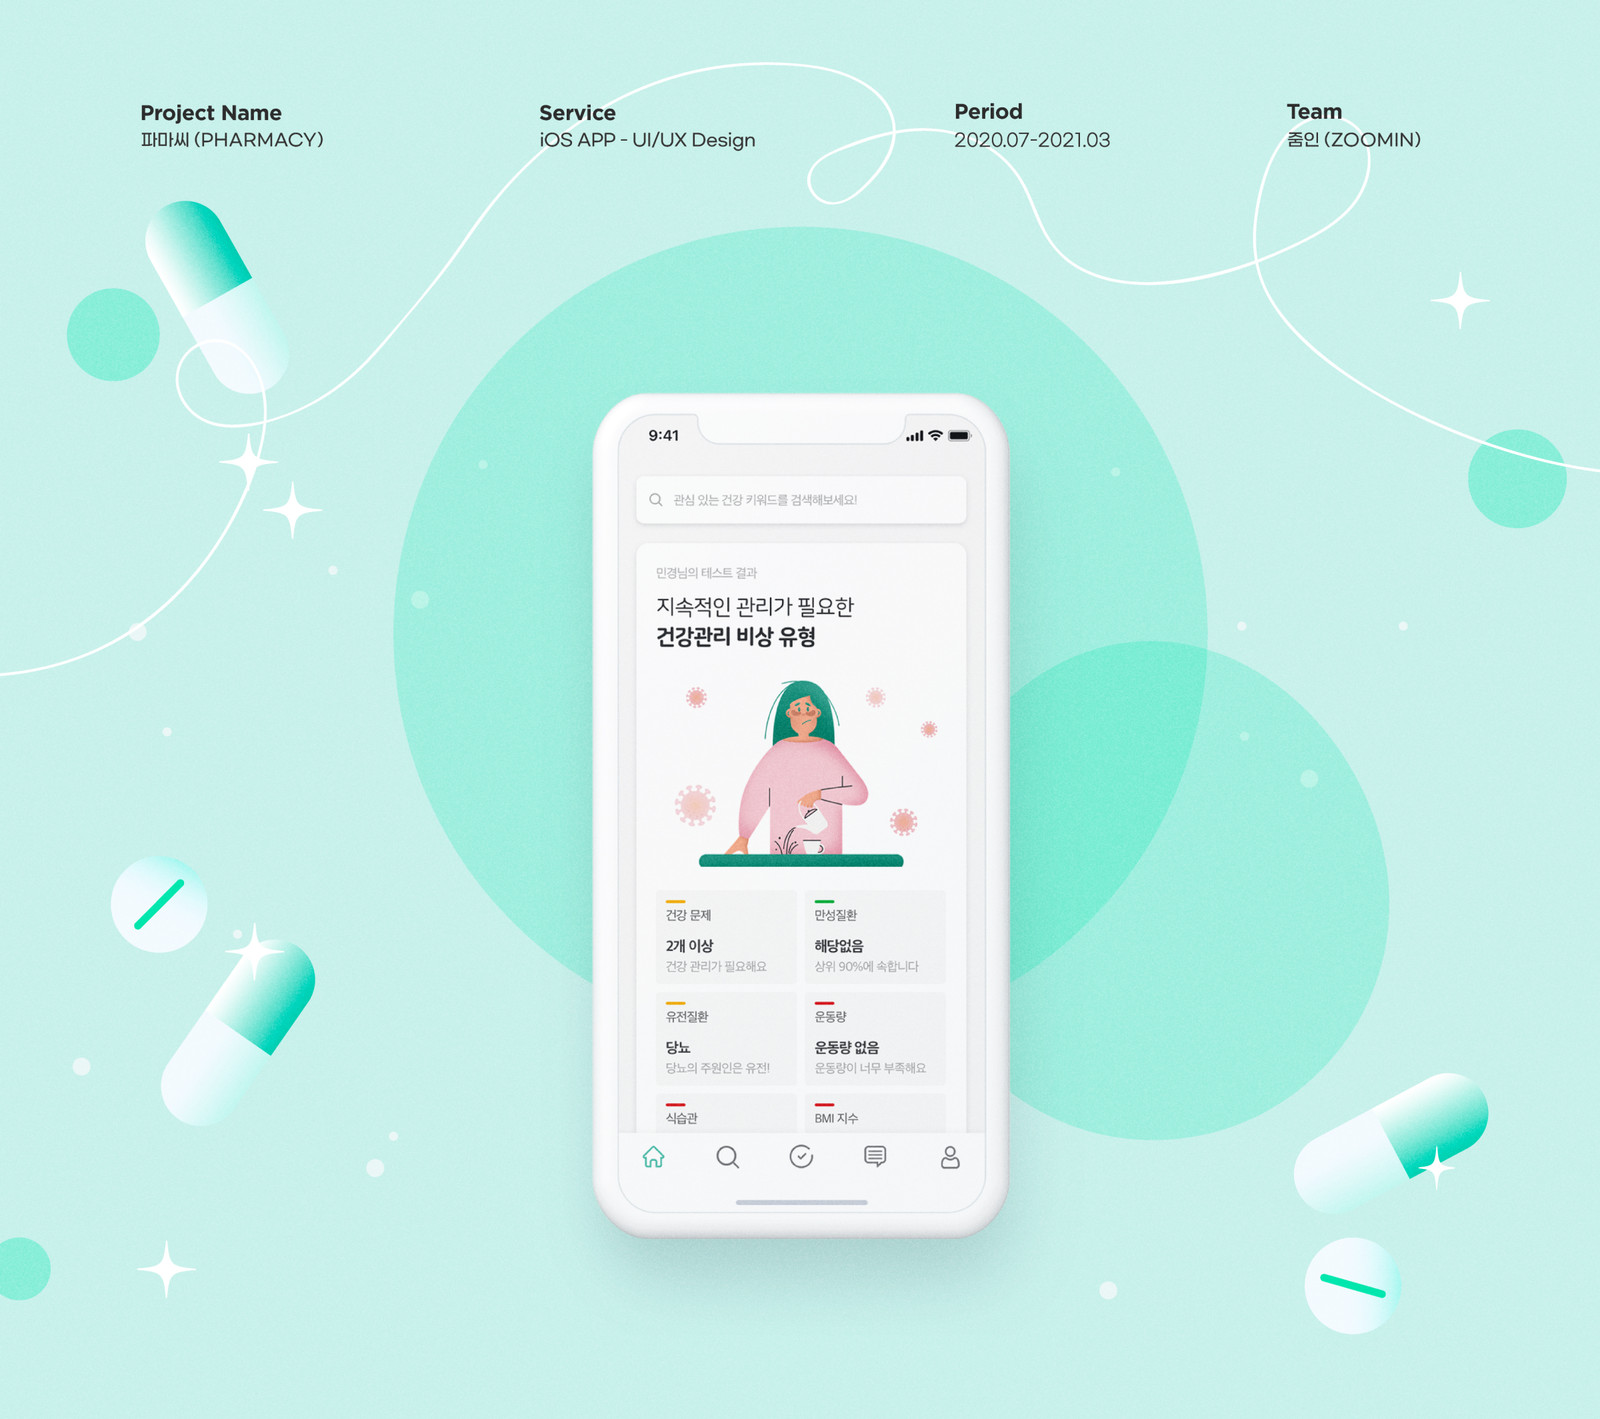 Project Name
파마씨 (PHARMACY)
Service
iOS APP - UI/UX Design
Period
2020.07-2021.03
Team
줌인 (ZOOMIN)
9:41
관심 있는 건강 키워드를 검색해보세요!
민경님의 테스트 결과
지속적인 관리가 필요한
건강관리 비상 유형
건강 문제
2개 이상
건강 관리가 필요해요
만성질환
해당없음
상위 90%에 속합니다
유전질환
당뇨
당뇨의 주원인은 유전!
운동량
운동량 없음
운동량이 너무 부족해요
식습관
BMI 지수